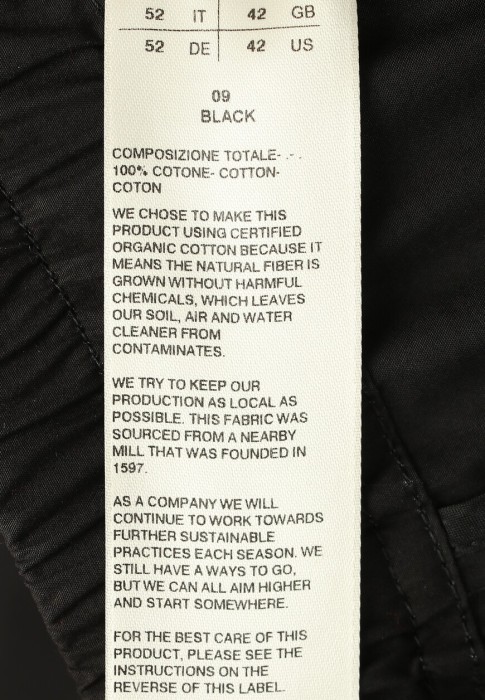 52 IT 42 GB
52 DE 42 US
09
BLACK
COMPOSIZIONE TOTALE- - - .
100% COTONE- COTTON-
COTON
WE CHOSE TO MAKE THIS
PRODUCT USING CERTIFIED
ORGANIC COTTON BECAUSE IT
MEANS THE NATURAL FIBER IS
GROWN WITHOUT HARMFUL
CHEMICALS, WHICH LEAVES
OUR SOIL, AIR AND WATER
CLEANER FROM
CONTAMINATES.
WE TRY TO KEEP OUR
PRODUCTION AS LOCAL AS
POSSIBLE. THIS FABRIC WAS
SOURCED FROM A NEARBY
MILL THAT WAS FOUNDED IN
1597.
AS A COMPANY WE WILL
CONTINUE TO WORK TOWARDS
FURTHER SUSTAINABLE
PRACTICES EACH SEASON. WE
STILL HAVE A WAYS TO GO,
BUT WE CAN ALL AIM HIGHER
AND START SOMEWHERE.
FOR THE BEST CARE OF THIS
PRODUCT, PLEASE SEE THE
INSTRUCTIONS ON THE
REVERSE OF THIS LABEL.